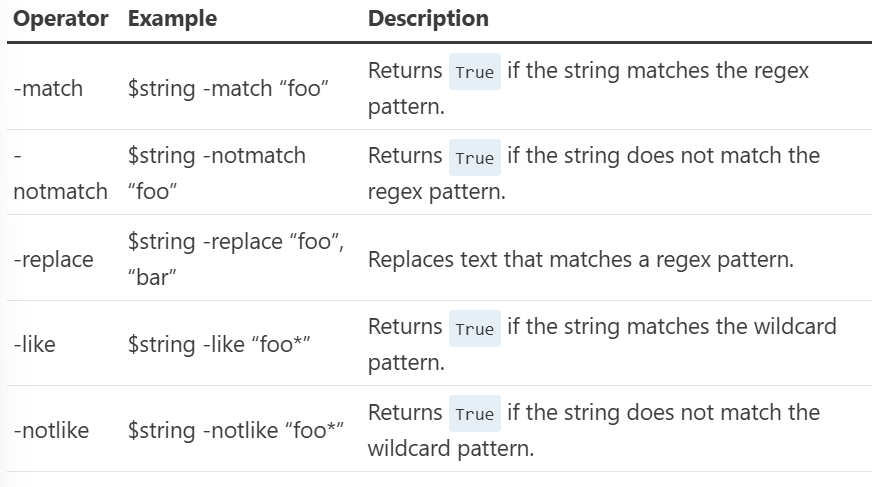 Operator Example Description
-match $string -match “foo” Returns True if the string matches the regex
pattern.
-
notmatch
$string -notmatch
“foo”
Returns True if the string does not match the
regex pattern.
-replace
$string -replace “foo”,
“bar”
Replaces text that matches a regex pattern.
-like $string -like “foo*” Returns True if the string matches the wildcard
pattern.
-notlike $string -notlike “foo*” Returns True if the string does not match the
wildcard pattern.